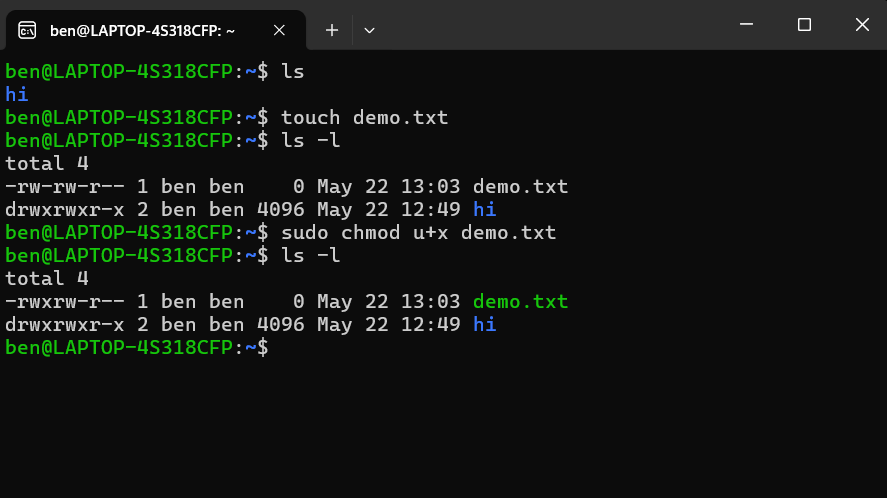 ben@LAPTOP-4S318CFP: ~
ben@LAPTOP-4S318CFP:~$ ls
hi
ben@LAPTOP-4S318CFP:~$ touch demo.txt
ben@LAPTOP-4S318CFP:~$ ls -l
total 4
-rw-rw-r-- 1 ben ben    0 May 22 13:03 demo.txt
drwxrwxr-x 2 ben ben 4096 May 22 12:49 hi
ben@LAPTOP-4S318CFP:~$ sudo chmod u+x demo.txt
ben@LAPTOP-4S318CFP:~$ ls -l
total 4
-rwxrw-r-- 1 ben ben    0 May 22 13:03 demo.txt
drwxrwxr-x 2 ben ben 4096 May 22 12:49 hi
ben@LAPTOP-4S318CFP:~$